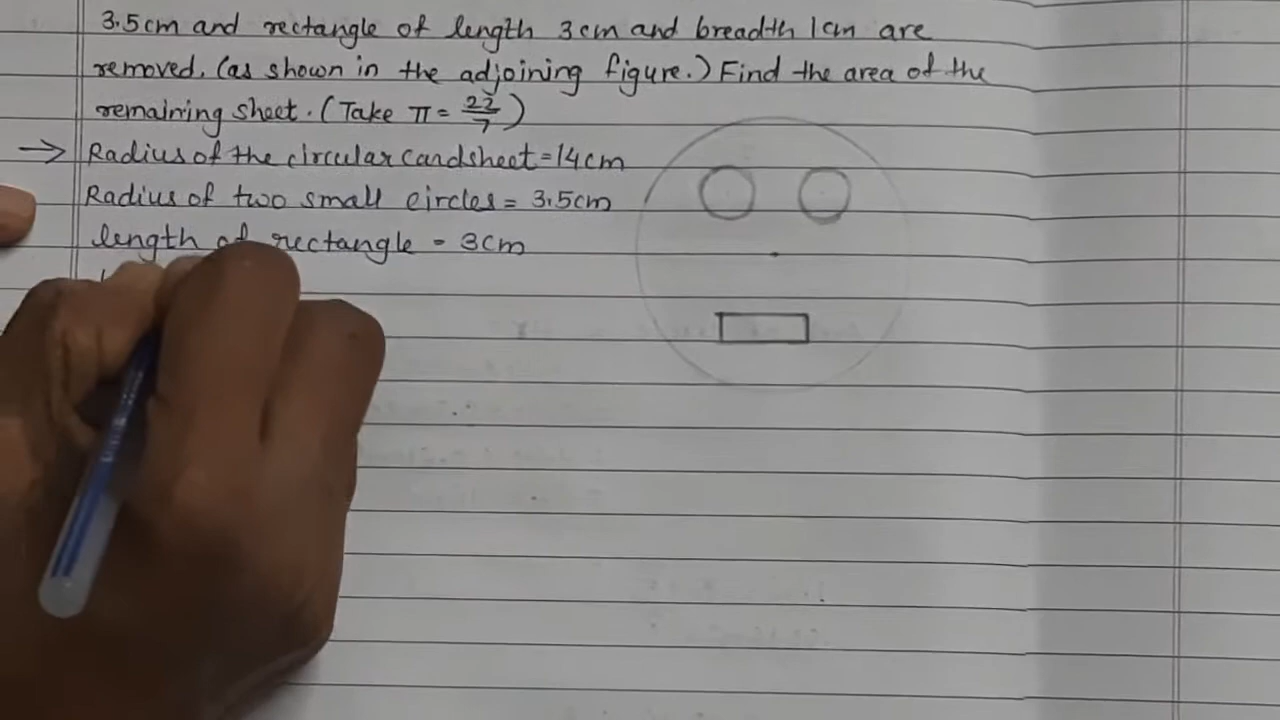 3.5cm and rectangle of length 3cm and breadth 1cm are
removed. (as shown in the adjoining figure.) Find the area of the
remaining sheet. (Take π = 22/7)
→ Radius of the circular cardsheet = 14cm
Radius of two small circles = 3.5cm
length of rectangle = 3cm